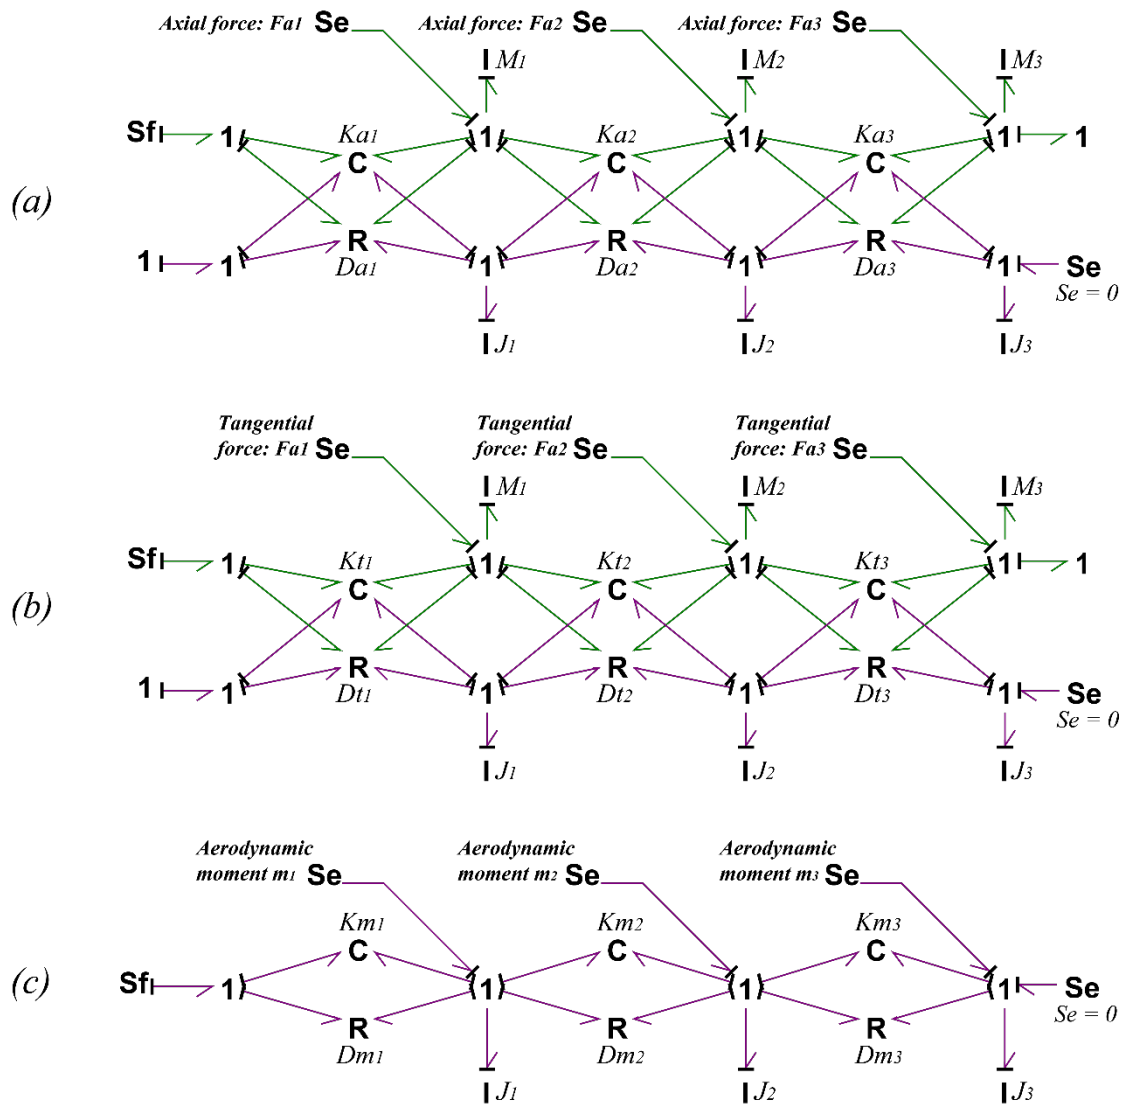 Axial force: Fa1 Se Axial force: Fa2 Se Axial force: Fa3 Se
I M1 I M2 I M3
Sf 1 Ka1 1 Ka2 1 Ka3 1 1
C C C
(a)
R R R
1 1 Da1 1 Da2 1 Da3 1 Se
Se = 0
I J1 I J2 I J3
Tangential Tangential Tangential
force: Fa1 Se force: Fa2 Se force: Fa3 Se
I M1 I M2 I M3
Sf 1 Kt1 1 Kt2 1 Kt3 1 1
C C C
(b)
R R R
1 1 Dt1 1 Dt2 1 Dt3 1 Se
Se = 0
I J1 I J2 I J3
Aerodynamic Aerodynamic Aerodynamic
moment m1 Se moment m2 Se moment m3 Se
Km1 Km2 Km3
C C C
(c) Sf 1 1 1 1 Se
Se = 0
R R R
Dm1 Dm2 Dm3
I J1 I J2 I J3